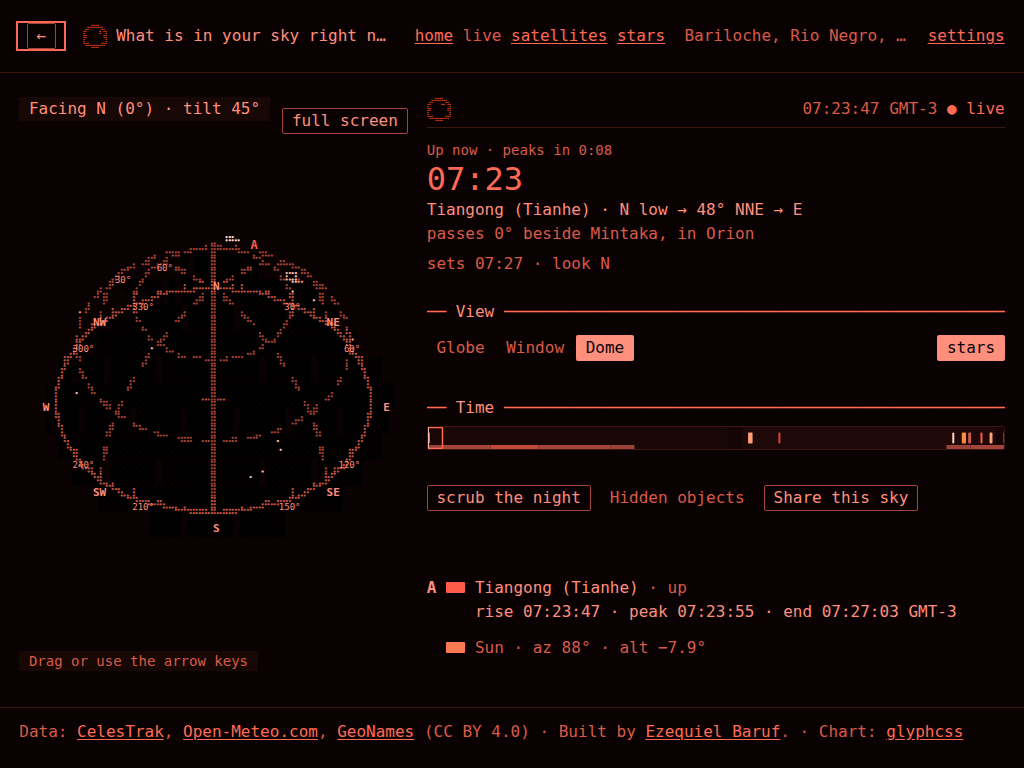 ← What is in your sky right n… home live satellites stars Bariloche, Rio Negro, … settings
Facing N (0°) · tilt 45°
full screen
07:23:47 GMT-3 ● live
Up now · peaks in 0:08
07:23
Tiangong (Tianhe) · N low → 48° NNE → E
passes 0° beside Mintaka, in Orion
sets 07:27 · look N
View
Globe Window Dome stars
Time
scrub the night Hidden objects Share this sky
A Tiangong (Tianhe) · up
rise 07:23:47 · peak 07:23:55 · end 07:27:03 GMT-3
Sun · az 88° · alt −7.9°
A
60°
30°
N
330° 30°
NW NE
300° 60°
W E
240° 120°
SW SE
210° 150°
S
Drag or use the arrow keys
Data: CelesTrak, Open-Meteo.com, GeoNames (CC BY 4.0) · Built by Ezequiel Baruf. · Chart: glyphcss